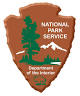 NATIONAL
PARK
SERVICE
Department
of the Interior